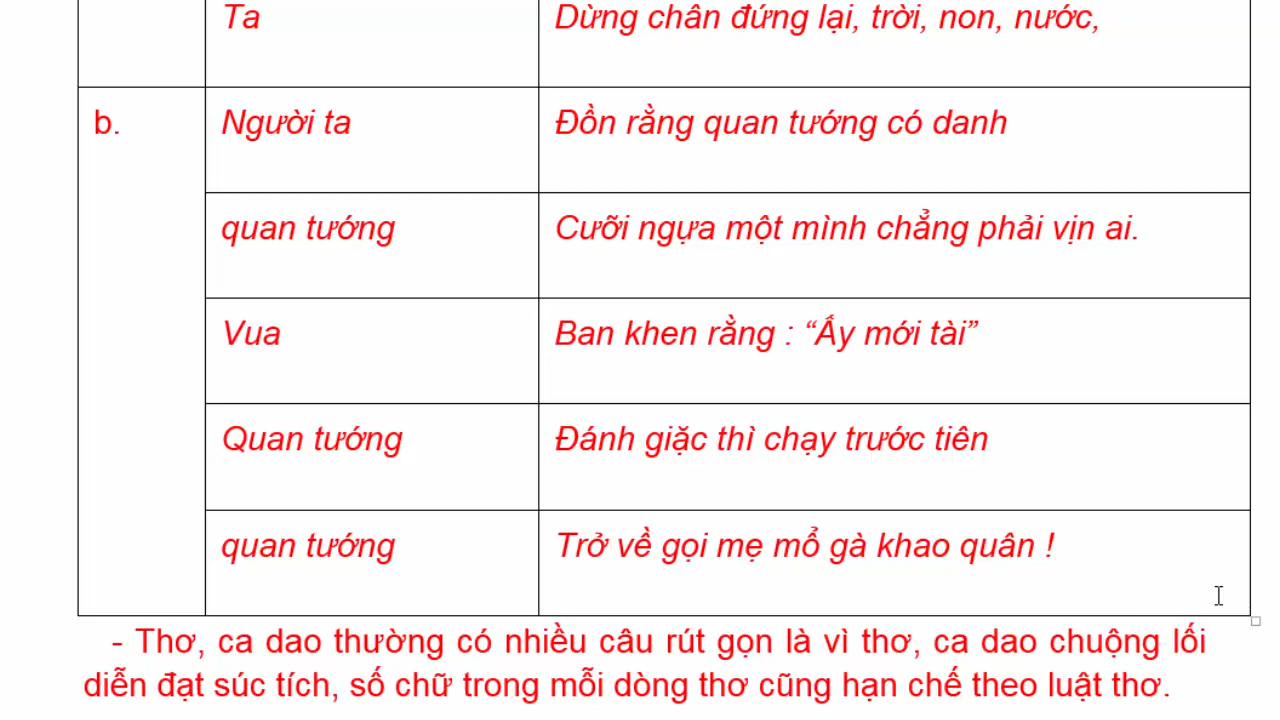 Ta Dừng chân đứng lại, trời, non, nước,
b. Người ta Đồn rằng quan tướng có danh
quan tướng Cưỡi ngựa một mình chẳng phải vịn ai.
Vua Ban khen rằng : “Ấy mới tài”
Quan tướng Đánh giặc thì chạy trước tiên
quan tướng Trở về gọi mẹ mổ gà khao quân !
- Thơ, ca dao thường có nhiều câu rút gọn là vì thơ, ca dao chuộng lối
diễn đạt súc tích, số chữ trong mỗi dòng thơ cũng hạn chế theo luật thơ.